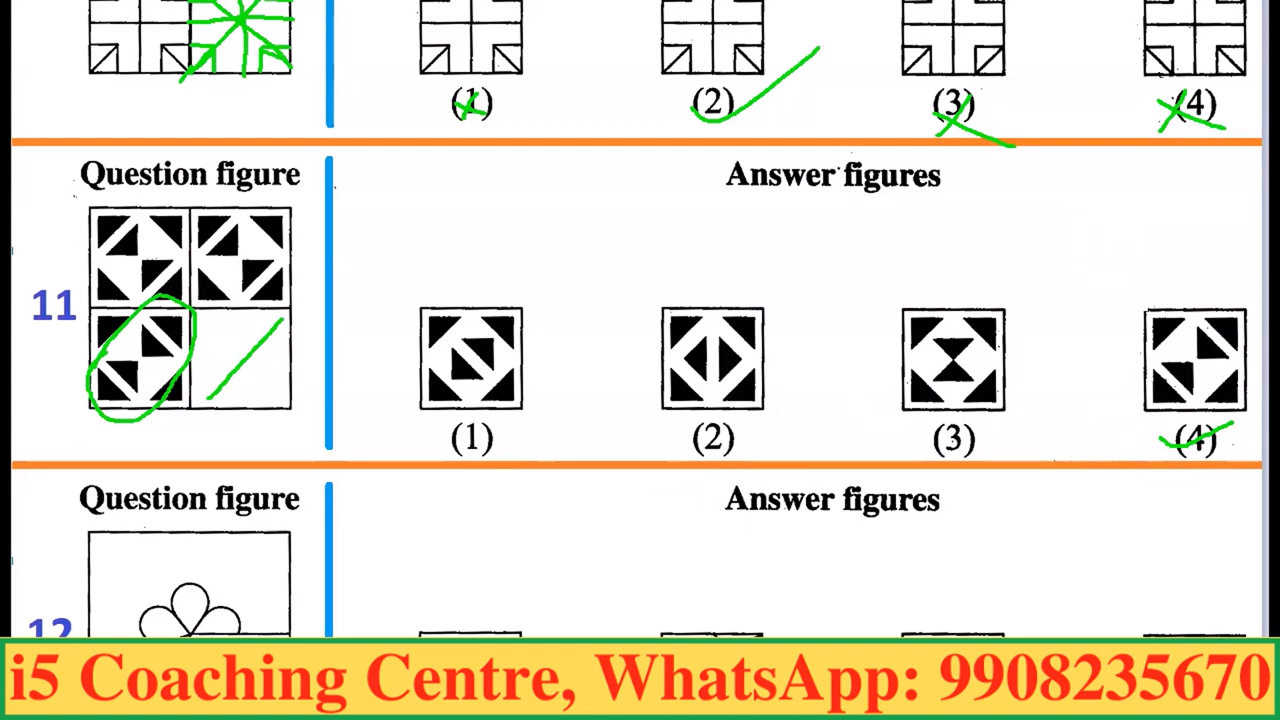 (1) (2) (3) (4)
Question figure Answer figures
11
(1) (2) (3) (4)
Question figure Answer figures
12
i5 Coaching Centre, WhatsApp: 9908235670